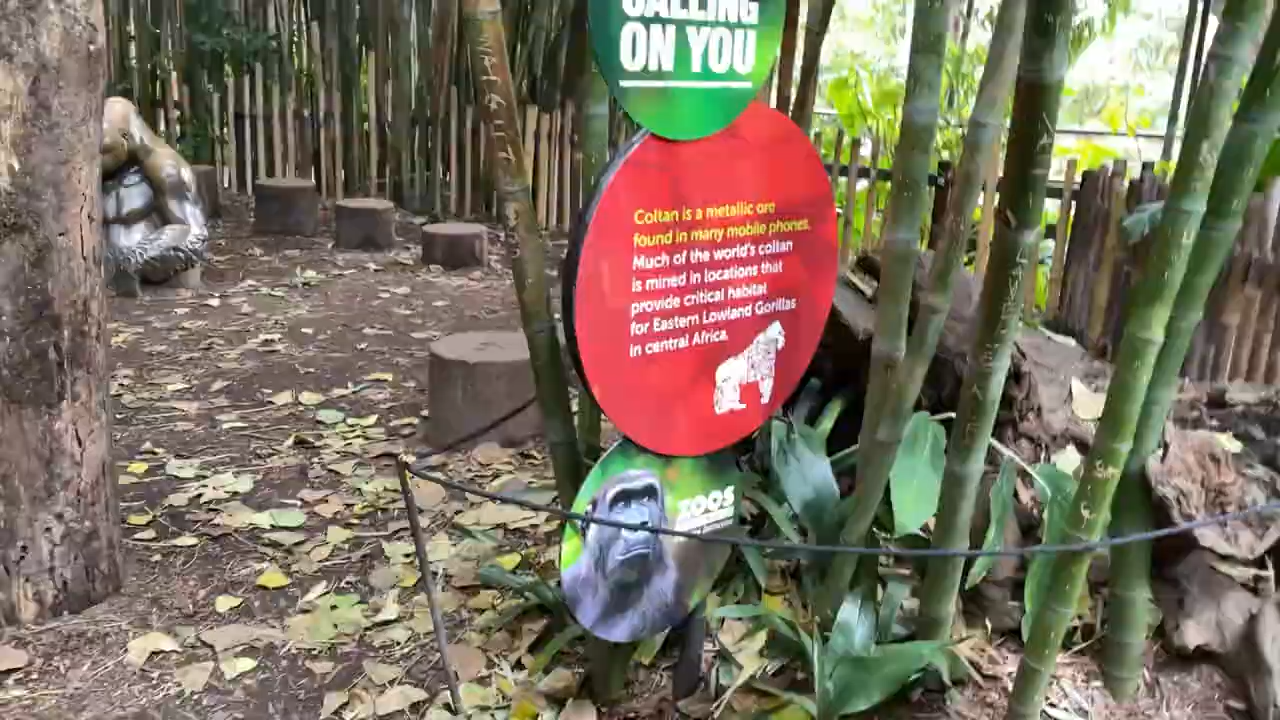 CALLING
ON YOU
Coltan is a metallic ore
found in many mobile phones.
Much of the world's coltan
is mined in locations that
provide critical habitat
for Eastern Lowland Gorillas
in central Africa.
ZOOS